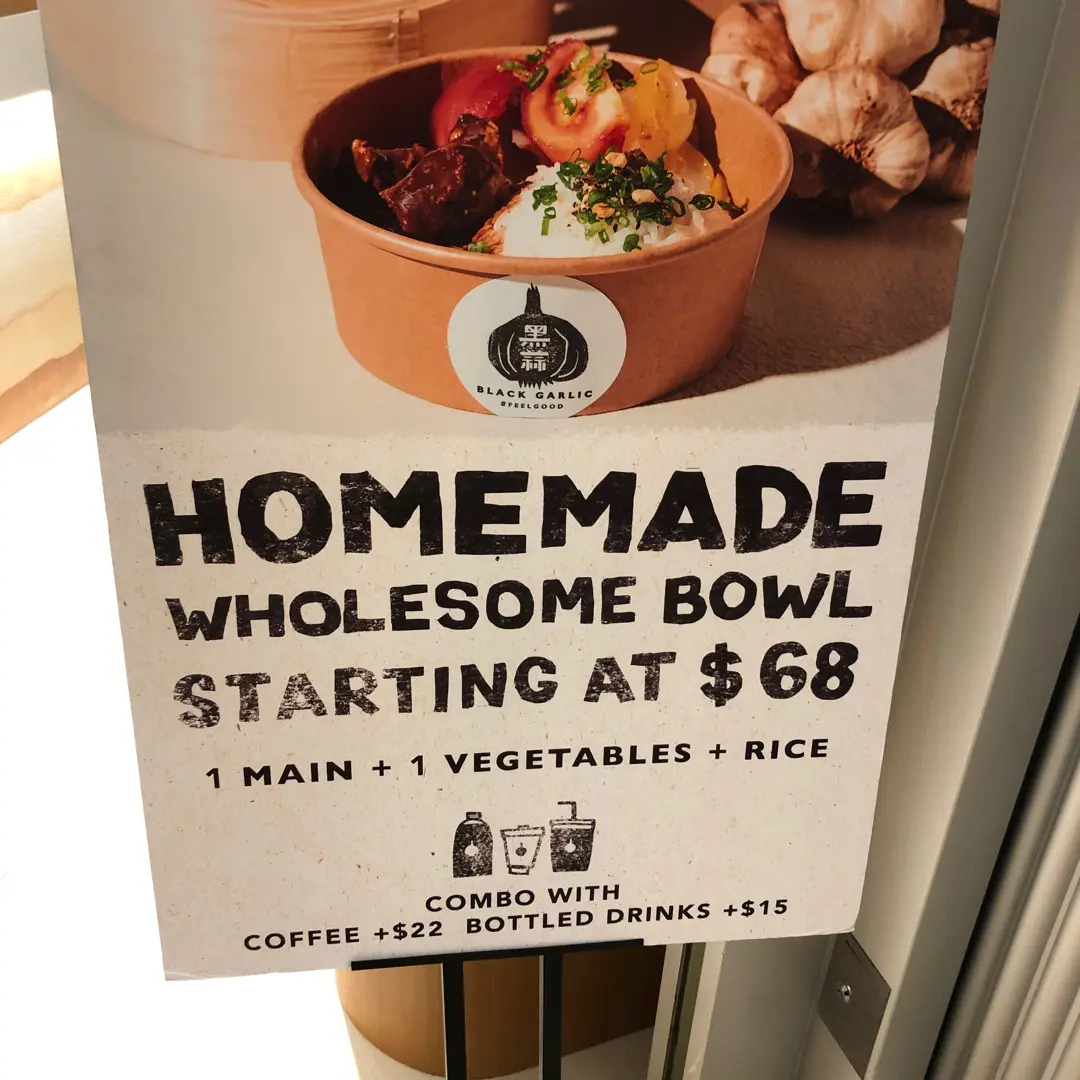 黑
蒜
BLACK GARLIC
#FEELGOOD
HOMEMADE
WHOLESOME BOWL
STARTING AT $68
1 MAIN + 1 VEGETABLES + RICE
COMBO WITH
COFFEE +$22 BOTTLED DRINKS +$15